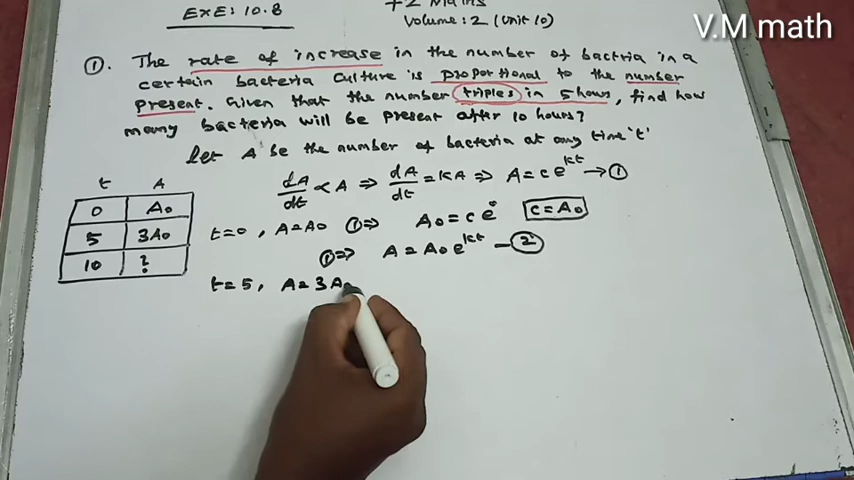 +2 Maths
EXE: 10.8
Volume: 2 (Unit 10)
V.M math
①. The rate of increase in the number of bactria in a
certain bacteria culture is proportional to the number
present. Given that the number triples in 5 hours, find how
many bacteria will be present after 10 hours?
let A be the number of bacteria at any time 't'
t A
0 A₀
5 3A₀
10 ?
dA/dt ∝ A ⇒ dA/dt = kA ⇒ A = c e^kt → ①
t=0, A=A₀ ①⇒ A₀ = c e^0 c = A₀
①⇒ A = A₀ e^kt — ②
t=5, A=3A₀